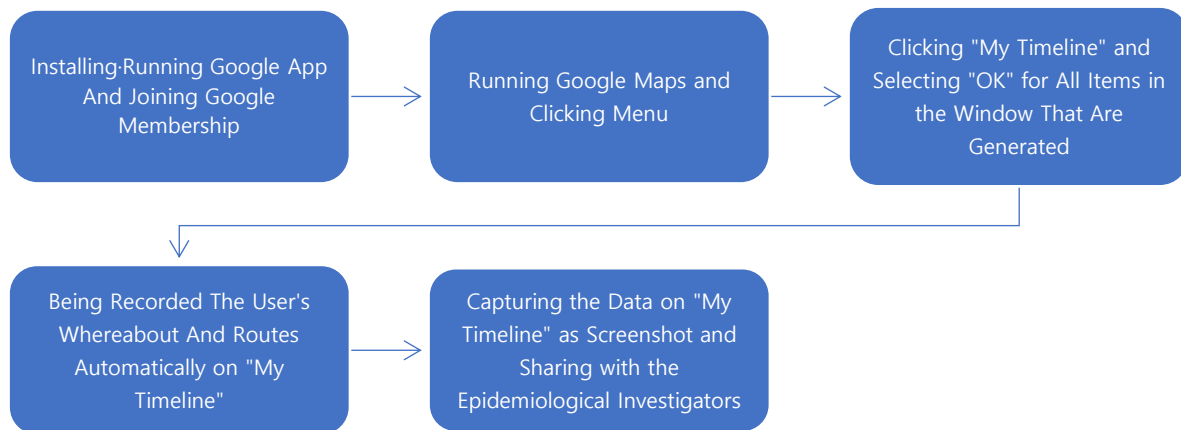 Installing·Running Google App
And Joining Google
Membership
Running Google Maps and
Clicking Menu
Clicking "My Timeline" and
Selecting "OK" for All Items in
the Window That Are
Generated
Being Recorded The User's
Whereabout And Routes
Automatically on "My
Timeline"
Capturing the Data on "My
Timeline" as Screenshot and
Sharing with the
Epidemiological Investigators